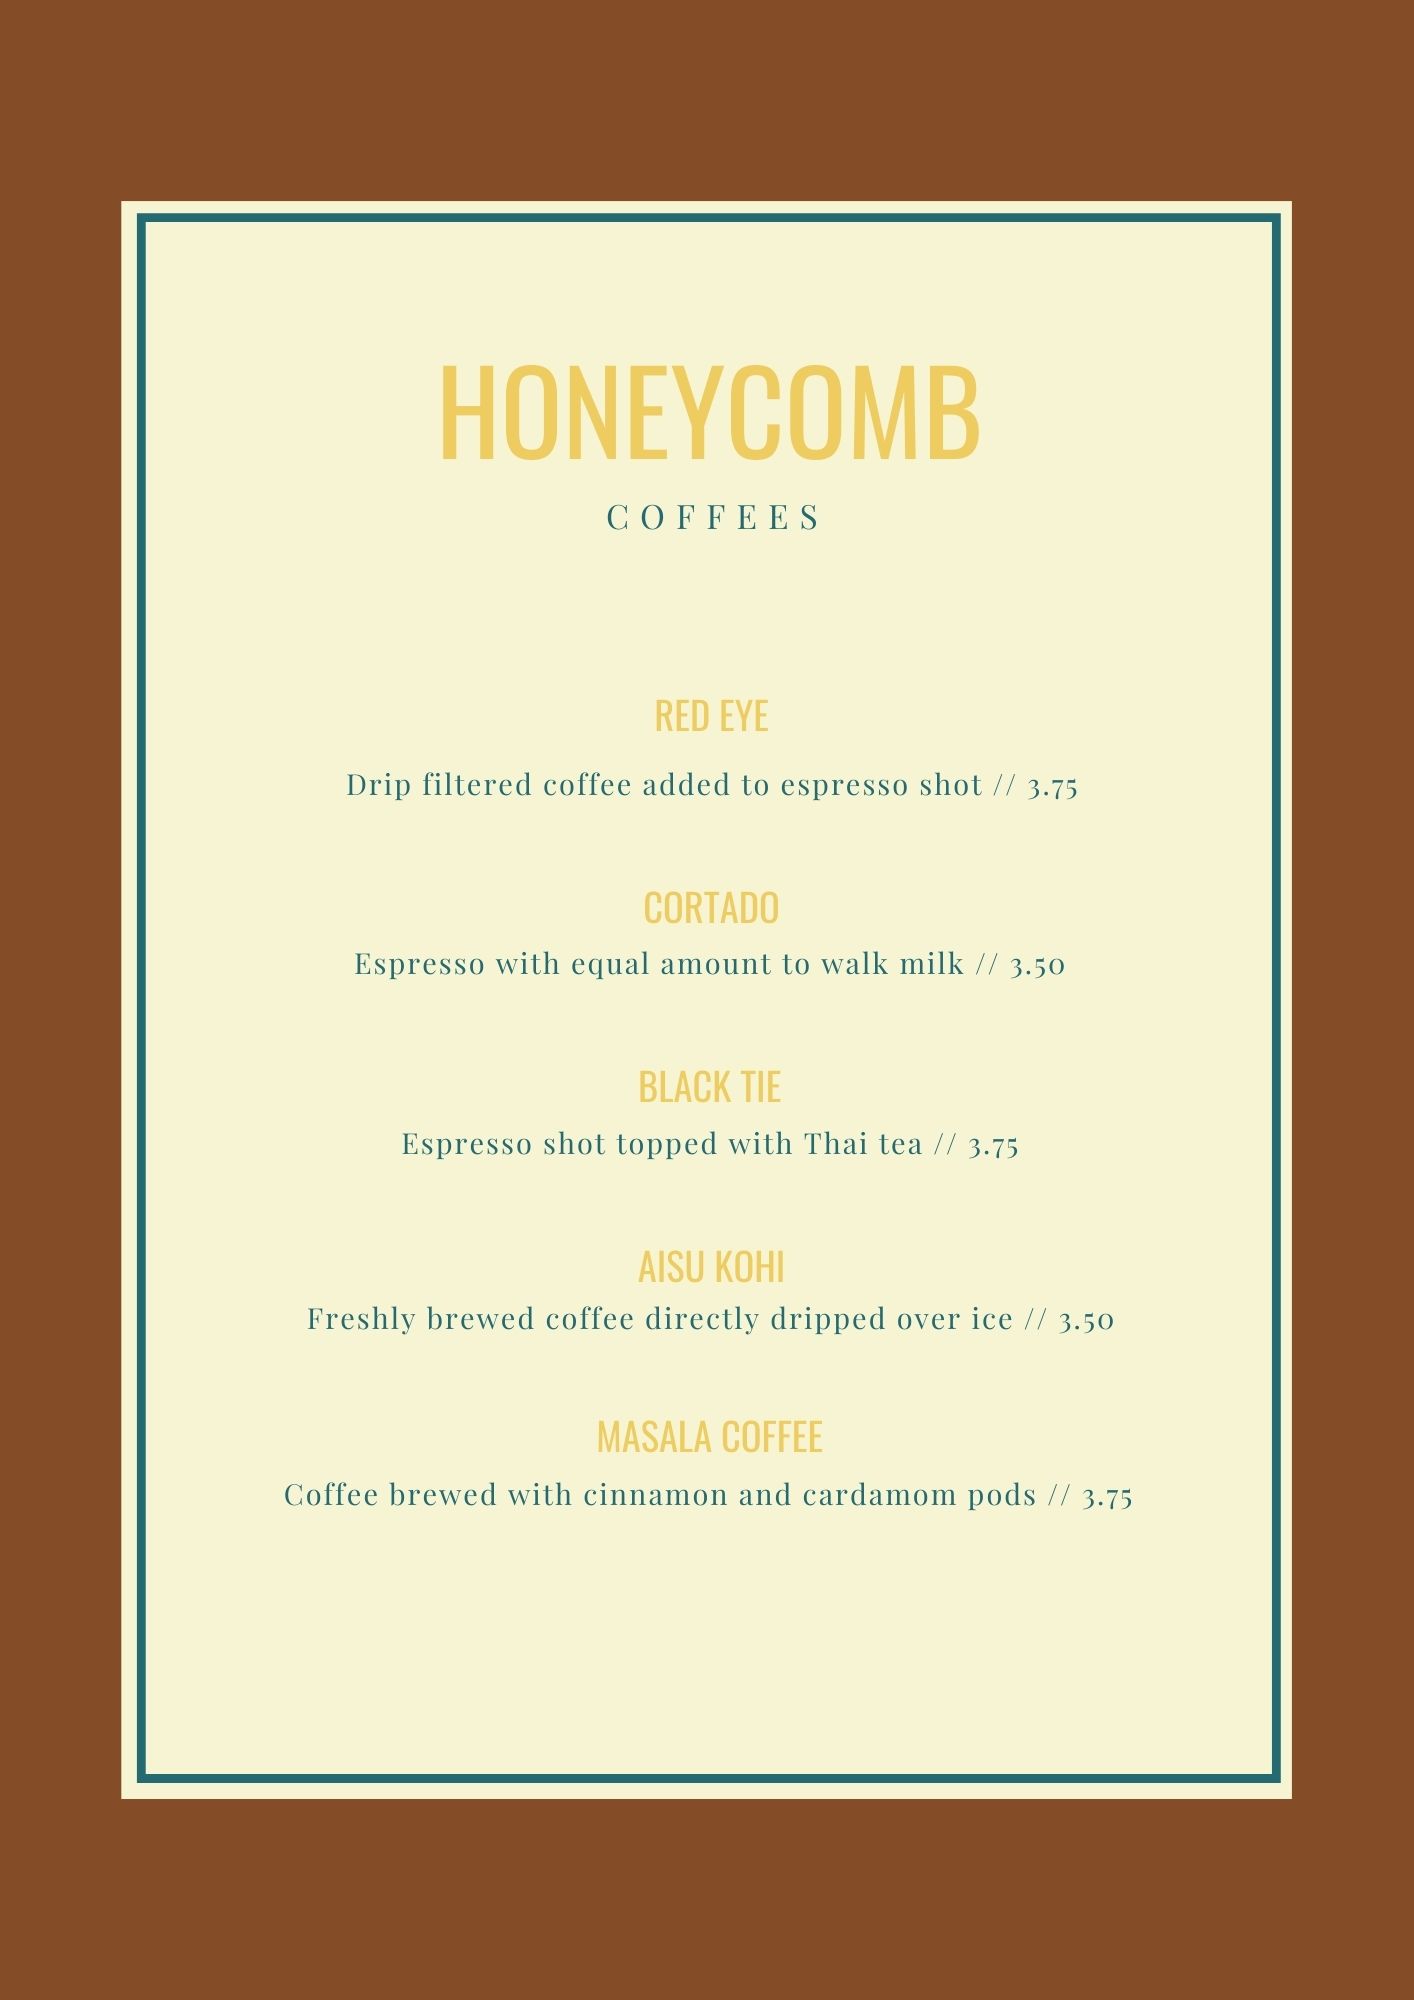 HONEYCOMB
COFFEES
RED EYE
Drip filtered coffee added to espresso shot // 3.75
CORTADO
Espresso with equal amount to walk milk // 3.50
BLACK TIE
Espresso shot topped with Thai tea // 3.75
AISU KOHI
Freshly brewed coffee directly dripped over ice // 3.50
MASALA COFFEE
Coffee brewed with cinnamon and cardamom pods // 3.75